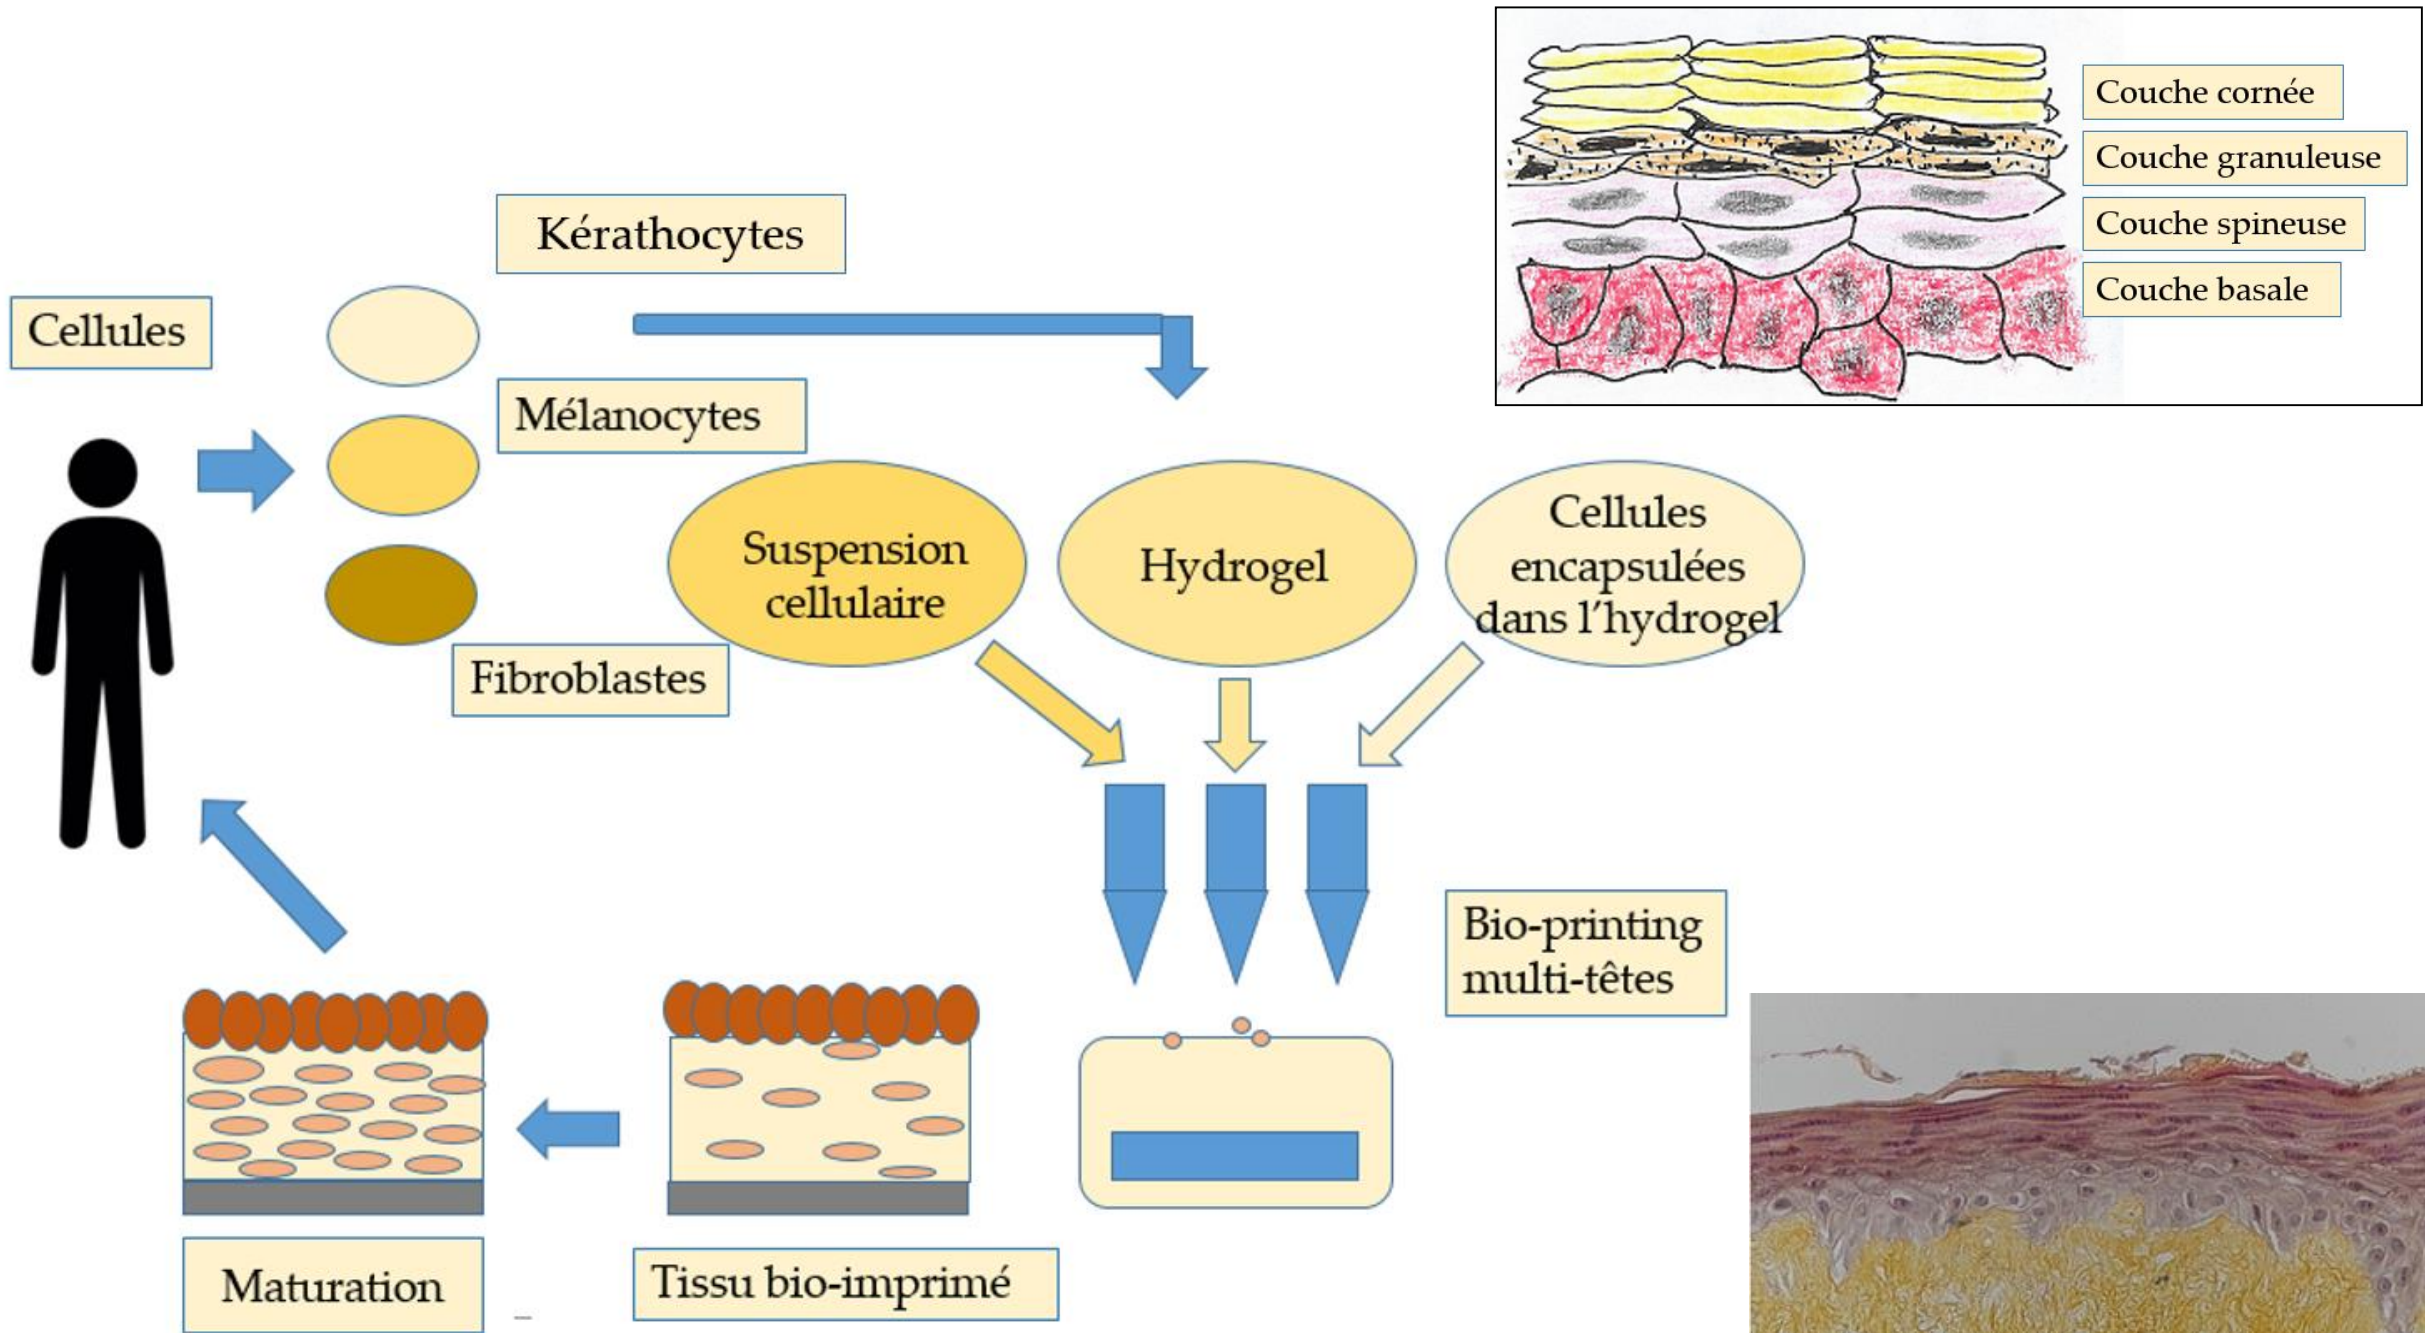 Couche cornée
Couche granuleuse
Couche spineuse
Couche basale
Kérathocytes
Cellules
Mélanocytes
Suspension
cellulaire
Hydrogel
Cellules
encapsulées
dans l'hydrogel
Fibroblastes
Bio-printing
multi-têtes
Maturation
Tissu bio-imprimé